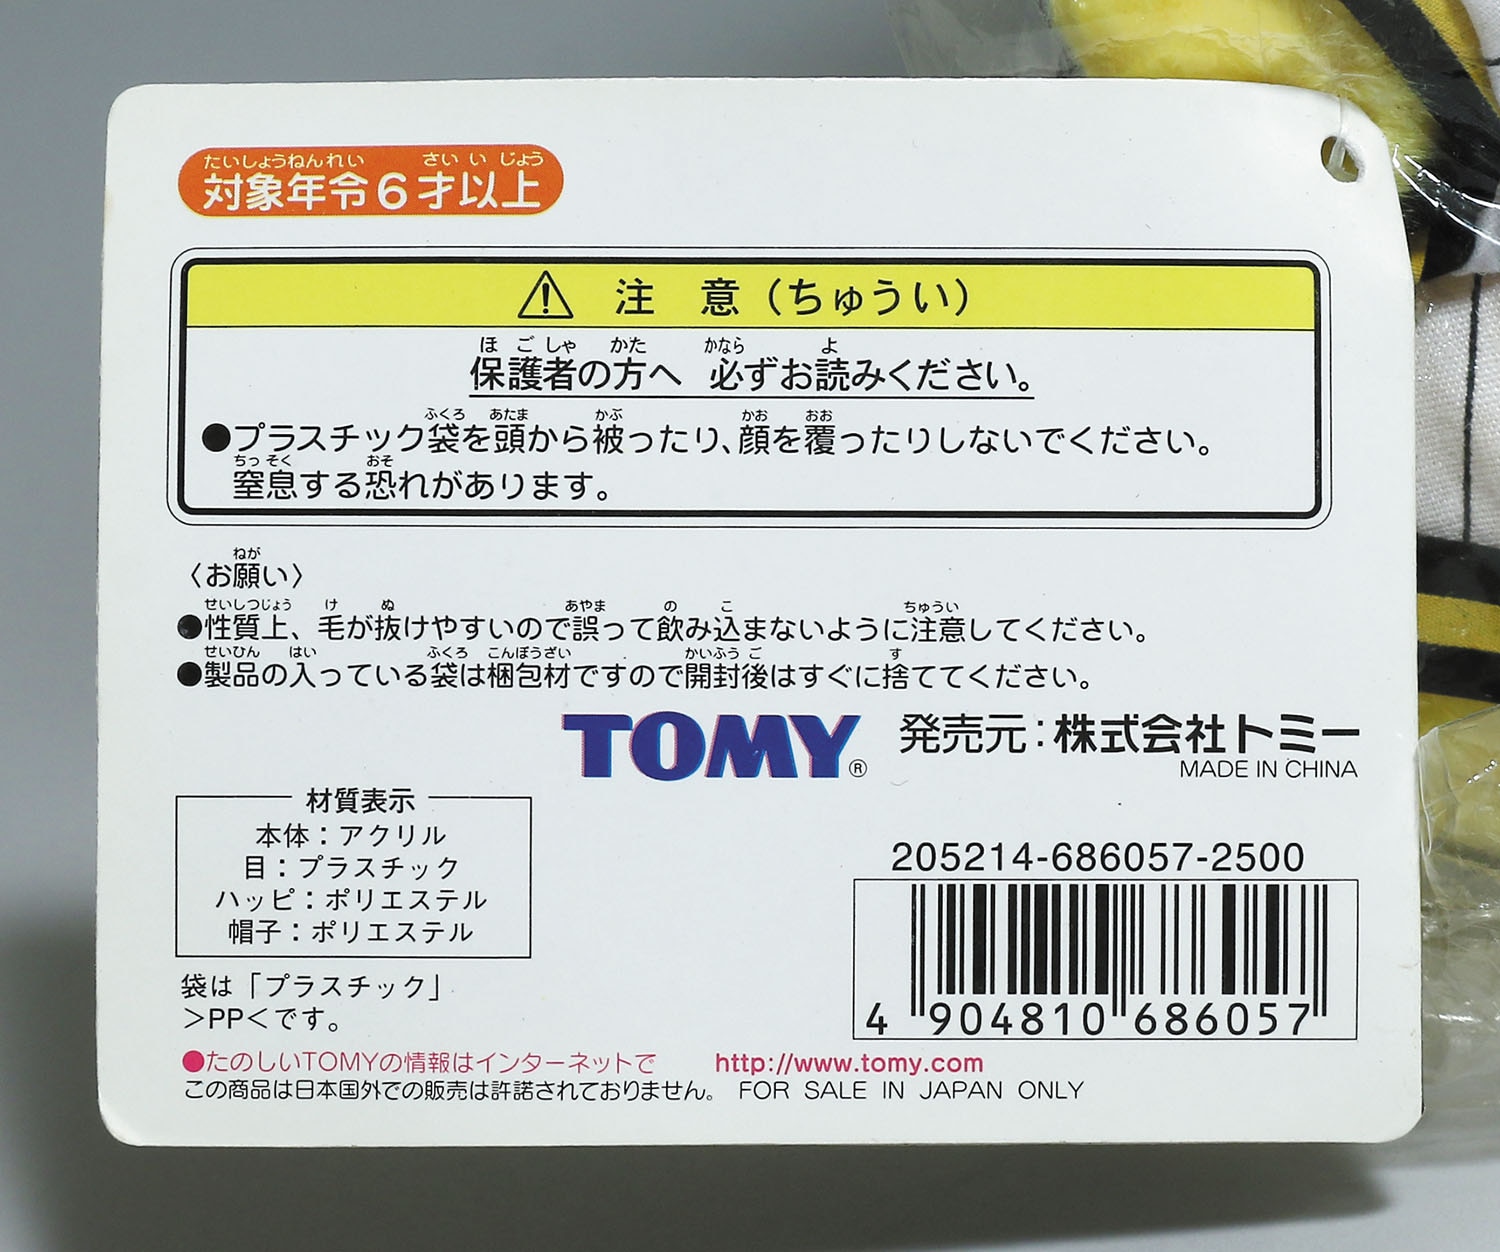 たいしょうねんれい さい い じょう
対象年令6才以上
注 意（ちゅうい）
ほ ご しゃ かた かなら よ
保護者の方へ 必ずお読みください。
ふくろ あたま かぶ かお おお
●プラスチック袋を頭から被ったり、顔を覆ったりしないでください。
ちっ そく おそ
窒息する恐れがあります。
ねが
〈お願い〉
せいしつじょう け ぬ あやま の こ ちゅうい
●性質上、毛が抜けやすいので誤って飲み込まないように注意してください。
せいひん はい ふくろ こんぽうざい かいふう ご す
●製品の入っている袋は梱包材ですので開封後はすぐに捨ててください。
TOMY® 発売元：株式会社トミー
MADE IN CHINA
材質表示
本体：アクリル
目：プラスチック
ハッピ：ポリエステル
帽子：ポリエステル
袋は「プラスチック」
>PP<です。
205214-686057-2500
4 904810 686057
●たのしいTOMYの情報はインターネットで http://www.tomy.com
この商品は日本国外での販売は許諾されておりません。 FOR SALE IN JAPAN ONLY